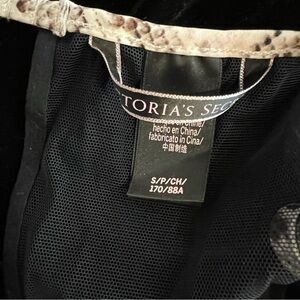 TORIA'S SEC
hecho en China/
fabricato in Cina/
中国制造
S/P/CH/
170/88A